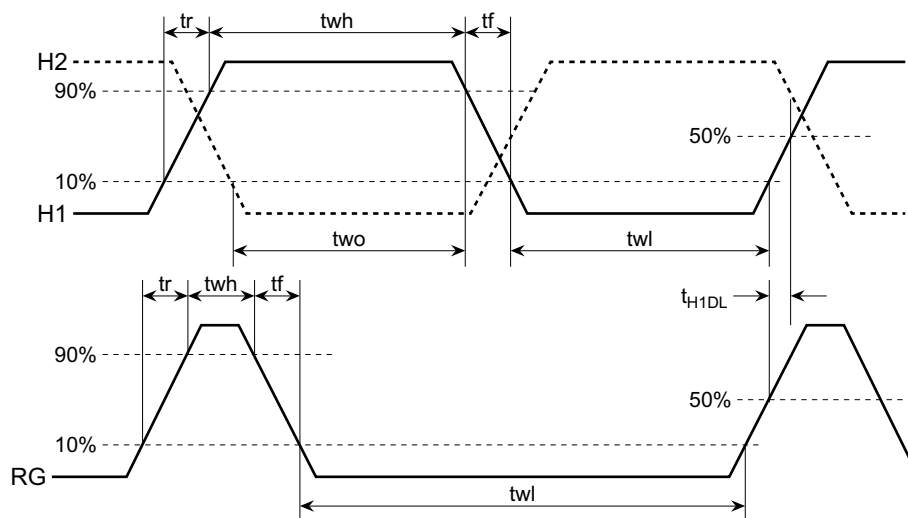 tr twh tf
H2
90%
50%
10%
H1
two twl
tr twh tf
tH1DL
90%
50%
10%
RG
twl